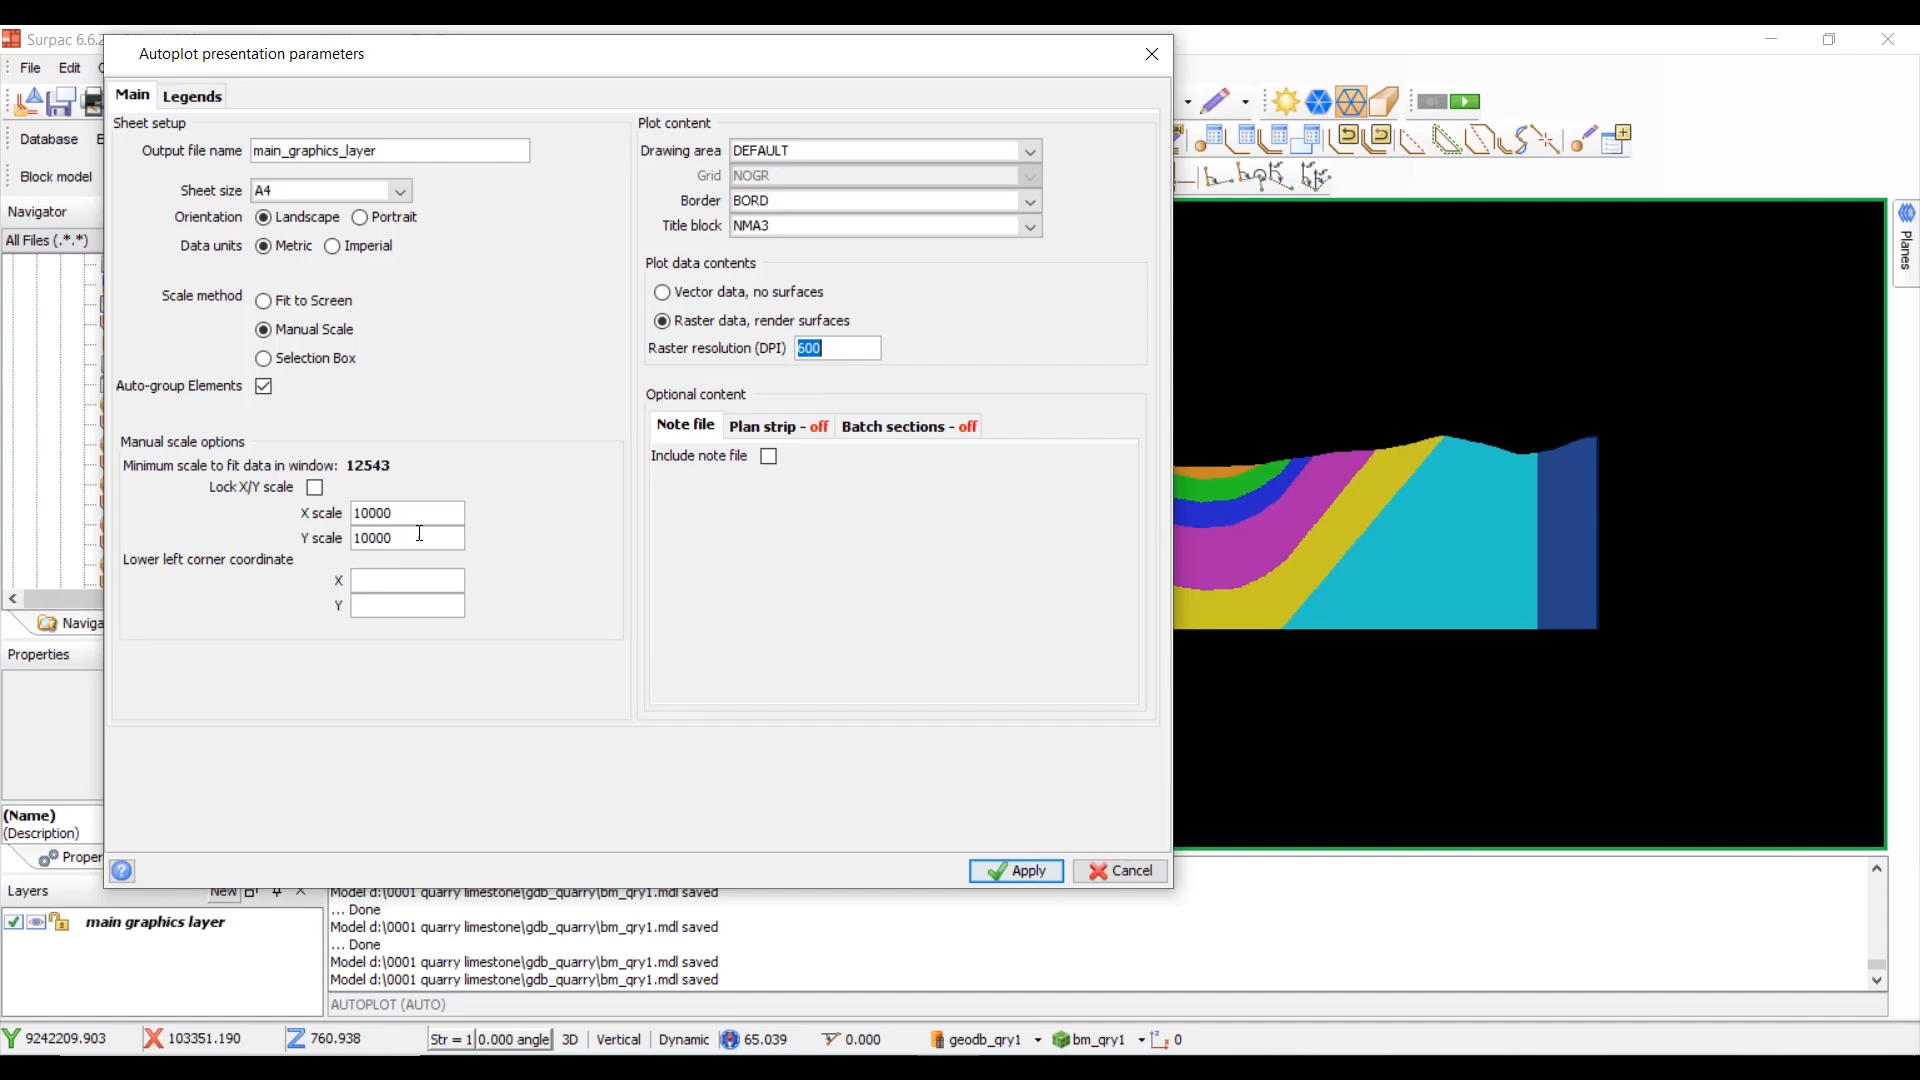 Surpac 6.6.2
Autoplot presentation parameters
File Edit
Database
Block model
Navigator
All Files (.*.*)
Main Legends
Sheet setup
Output file name main_graphics_layer
Sheet size A4
Orientation Landscape Portrait
Data units Metric Imperial
Scale method Fit to Screen
Manual Scale
Selection Box
Auto-group Elements
Manual scale options
Minimum scale to fit data in window: 12543
Lock X/Y scale
X scale 10000
Y scale 10000
Lower left corner coordinate
X
Y
Plot content
Drawing area DEFAULT
Grid NOGR
Border BORD
Title block NMA3
Plot data contents
Vector data, no surfaces
Raster data, render surfaces
Raster resolution (DPI) 600
Optional content
Note file Plan strip - off Batch sections - off
Include note file
Apply Cancel
Planes
Naviga
Properties
(Name)
(Description)
Proper
Layers New
main graphics layer
Model d:\0001 quarry limestone\gdb_quarry\bm_qry1.mdl saved
... Done
Model d:\0001 quarry limestone\gdb_quarry\bm_qry1.mdl saved
... Done
Model d:\0001 quarry limestone\gdb_quarry\bm_qry1.mdl saved
Model d:\0001 quarry limestone\gdb_quarry\bm_qry1.mdl saved
AUTOPLOT (AUTO)
Y 9242209.903 X 103351.190 Z 760.938 Str = 1 0.000 angle 3D Vertical Dynamic 65.039 0.000 geodb_qry1 bm_qry1 0